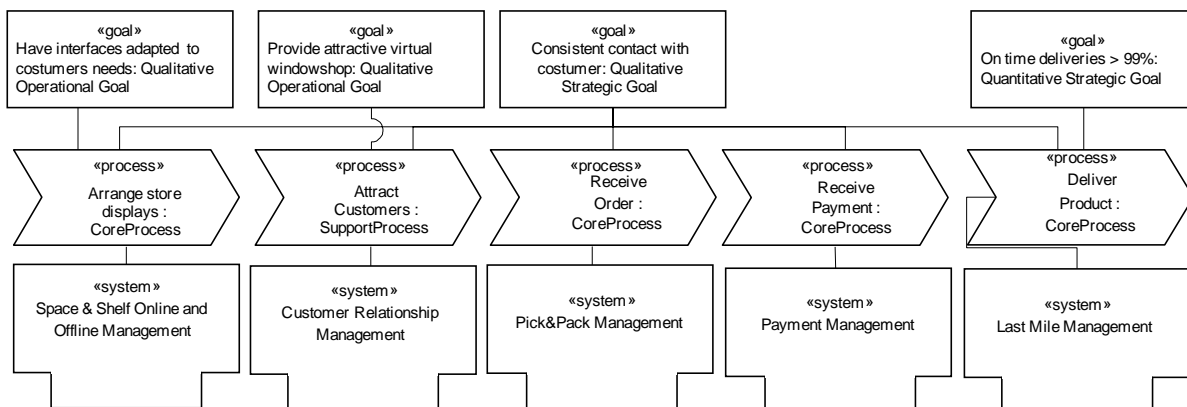 «goal»
Have interfaces adapted to
costumers needs: Qualitative
Operational Goal
«goal»
Provide attractive virtual
windowshop: Qualitative
Operational Goal
«goal»
Consistent contact with
costumer: Qualitative
Strategic Goal
«goal»
On time deliveries > 99%:
Quantitative Strategic Goal
«process»
Arrange store
displays :
CoreProcess
«process»
Attract
Customers :
SupportProcess
«process»
Receive
Order :
CoreProcess
«process»
Receive
Payment :
CoreProcess
«process»
Deliver
Product :
CoreProcess
«system»
Space & Shelf Online and
Offline Management
«system»
Customer Relationship
Management
«system»
Pick&Pack Management
«system»
Payment Management
«system»
Last Mile Management